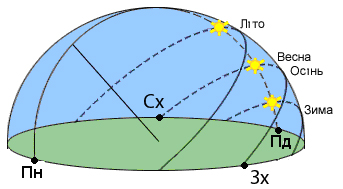 Літо
Весна
Осінь
Зима
Сх
Пд
Пн
Зх